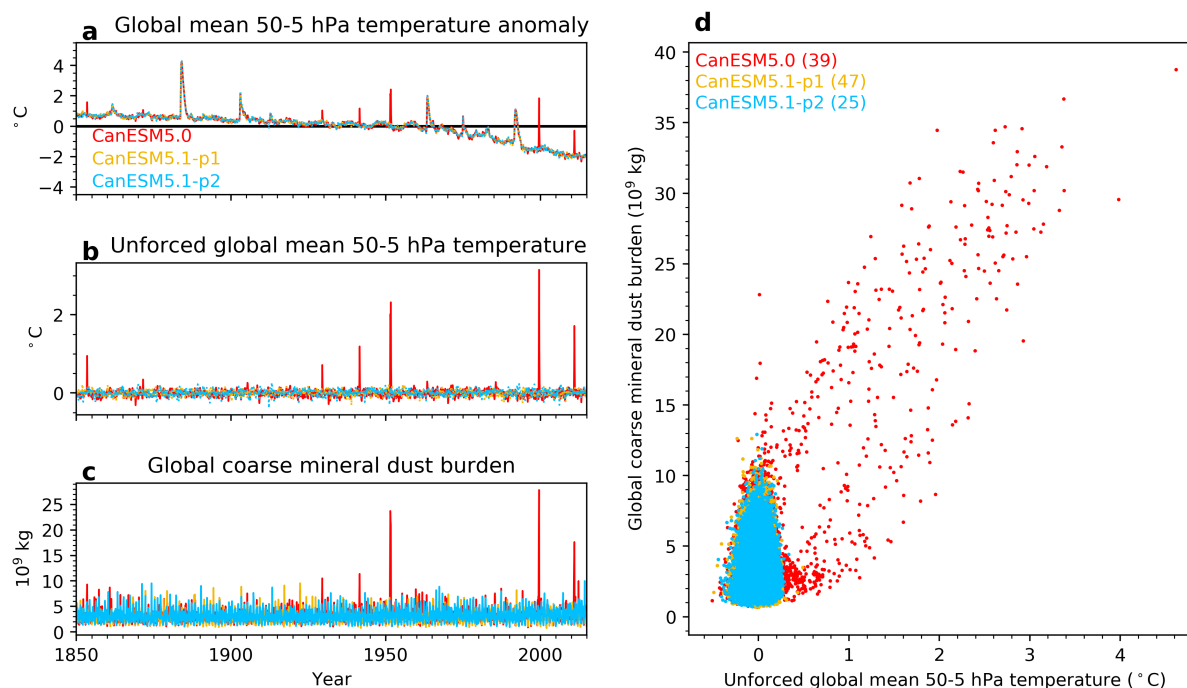 a Global mean 50-5 hPa temperature anomaly
4
2
0
−2
−4
°C
CanESM5.0
CanESM5.1-p1
CanESM5.1-p2
b Unforced global mean 50-5 hPa temperature
2
0
°C
c Global coarse mineral dust burden
25
20
15
10
5
0
10⁹ kg
1850 1900 1950 2000
Year
d
40
35
30
25
20
15
10
5
0
Global coarse mineral dust burden (10⁹ kg)
CanESM5.0 (39)
CanESM5.1-p1 (47)
CanESM5.1-p2 (25)
0 1 2 3 4
Unforced global mean 50-5 hPa temperature (°C)